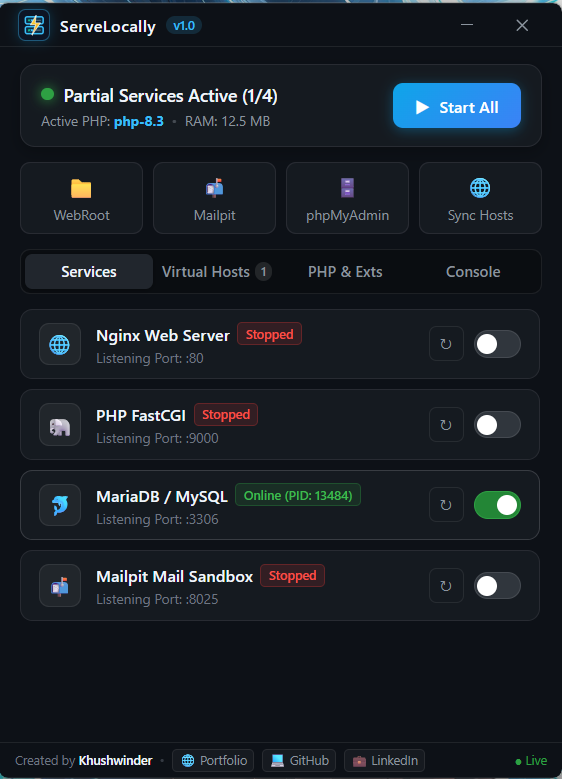 ServeLocally v1.0
Partial Services Active (1/4)
Active PHP: php-8.3 • RAM: 12.5 MB
Start All
WebRoot
Mailpit
phpMyAdmin
Sync Hosts
Services
Virtual Hosts 1
PHP & Exts
Console
Nginx Web Server Stopped
Listening Port: :80
PHP FastCGI Stopped
Listening Port: :9000
MariaDB / MySQL Online (PID: 13484)
Listening Port: :3306
Mailpit Mail Sandbox Stopped
Listening Port: :8025
Created by Khushwinder • Portfolio GitHub LinkedIn ● Live